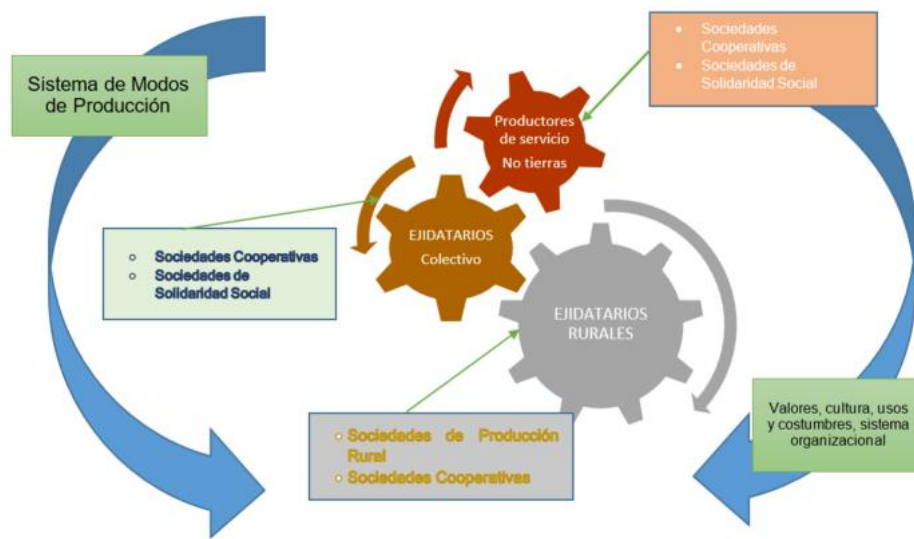 Sistema de Modos
de Producción
Sociedades
Cooperativas
Sociedades de
Solidaridad Social
Productores
de servicio
No tierras
EJIDATARIOS
Colectivo
Sociedades Cooperativas
Sociedades de
Solidaridad Social
EJIDATARIOS
RURALES
Valores, cultura, usos
y costumbres, sistema
organizacional
Sociedades de Producción
Rural
Sociedades Cooperativas